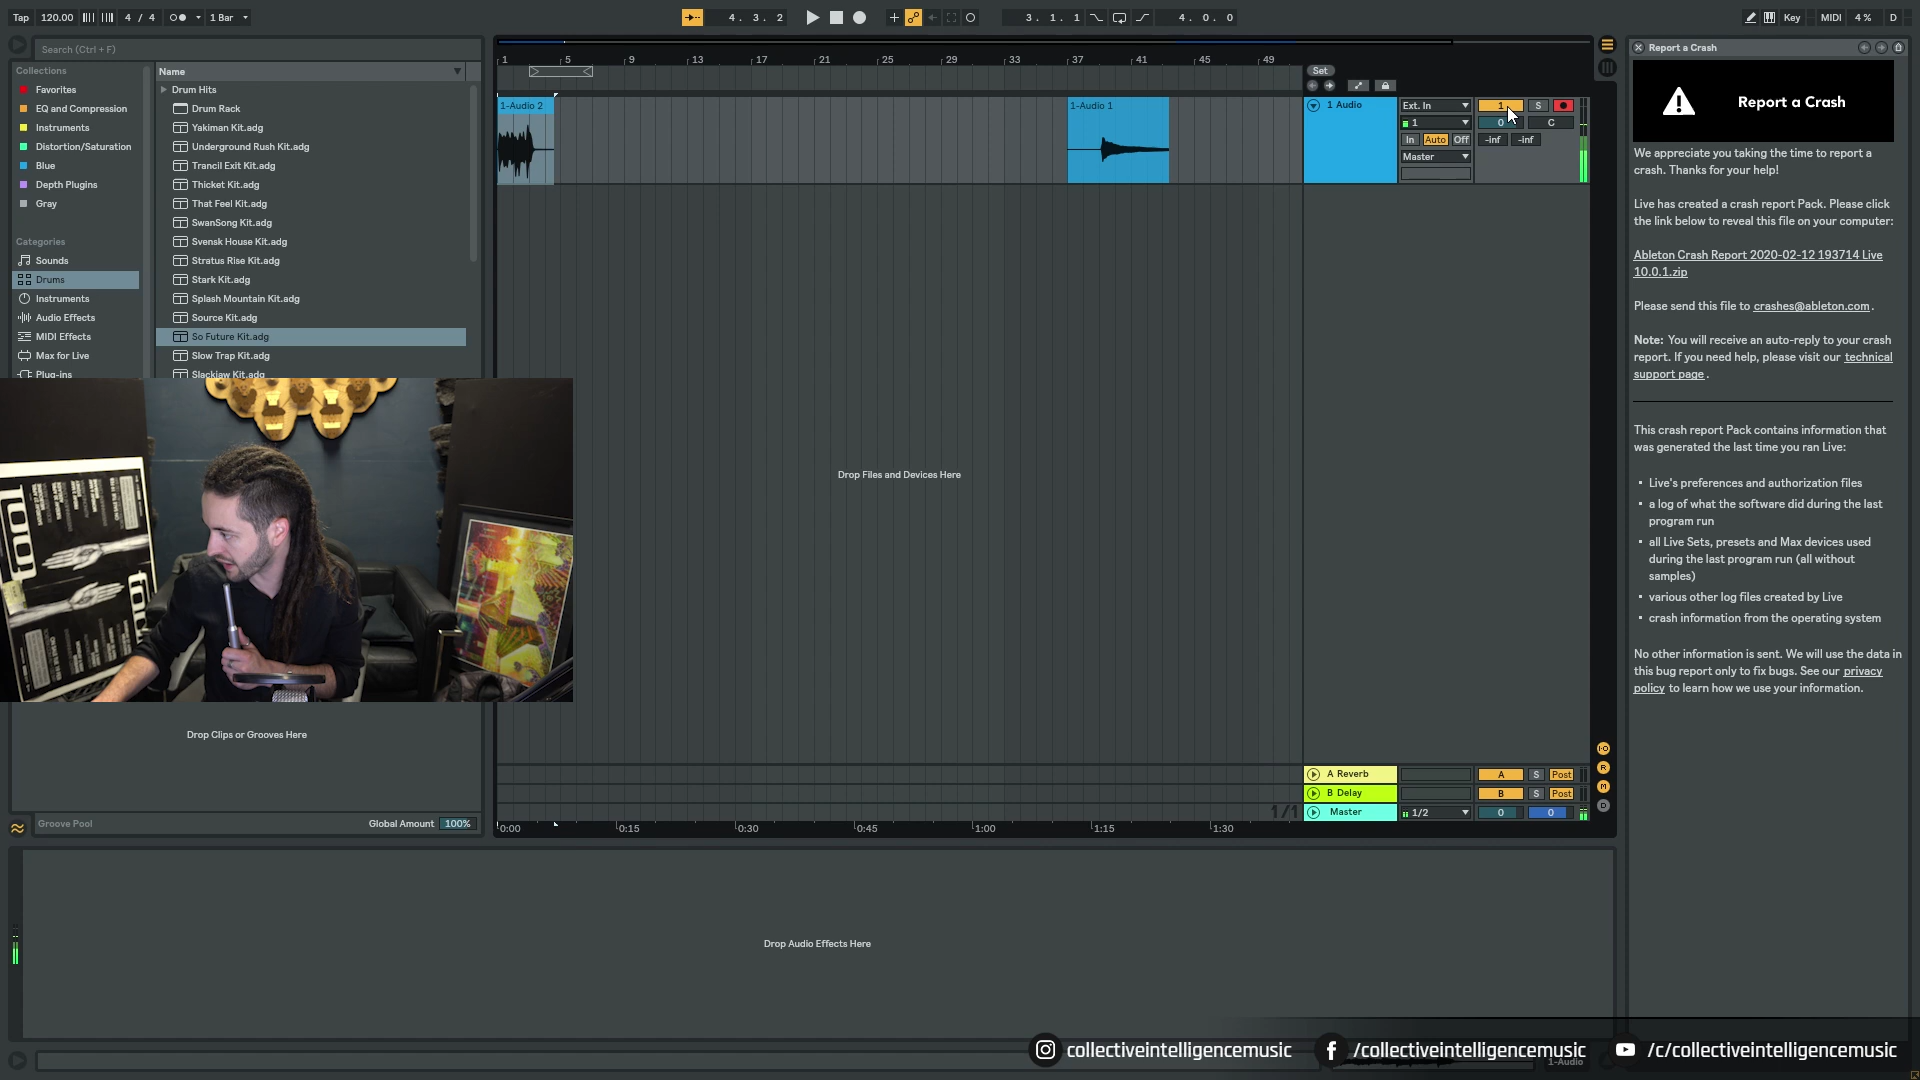 Tap 120.00 4 / 4 1 Bar 4. 3. 2 3. 1. 1 4. 0. 0 Key MIDI 4 % D
Search (Ctrl + F)
Collections
Favorites
EQ and Compression
Instruments
Distortion/Saturation
Blue
Depth Plugins
Gray
Categories
Sounds
Drums
Instruments
Audio Effects
MIDI Effects
Max for Live
Plug-ins
Name
Drum Hits
Drum Rack
Yakiman Kit.adg
Underground Rush Kit.adg
Trancil Exit Kit.adg
Thicket Kit.adg
That Feel Kit.adg
SwanSong Kit.adg
Svensk House Kit.adg
Stratus Rise Kit.adg
Stark Kit.adg
Splash Mountain Kit.adg
Source Kit.adg
So Future Kit.adg
Slow Trap Kit.adg
Slackjaw Kit.adg
Drop Clips or Grooves Here
Groove Pool Global Amount 100%
1 5 9 13 17 21 25 29 33 37 41 45 49
Set
1-Audio 2 1-Audio 1
1 Audio
Ext. In 1 S
1 0 C
In Auto Off -inf -inf
Master
Drop Files and Devices Here
A Reverb A S Post
B Delay B S Post
1/1 Master 1/2 0 0
0:00 0:15 0:30 0:45 1:00 1:15 1:30
I·O
R
M
D
Drop Audio Effects Here
Report a Crash
Report a Crash
We appreciate you taking the time to report a
crash. Thanks for your help!
Live has created a crash report Pack. Please click
the link below to reveal this file on your computer:
Ableton Crash Report 2020-02-12 193714 Live
10.0.1.zip
Please send this file to crashes@ableton.com.
Note: You will receive an auto-reply to your crash
report. If you need help, please visit our technical
support page.
This crash report Pack contains information that
was generated the last time you ran Live:
• Live's preferences and authorization files
• a log of what the software did during the last
program run
• all Live Sets, presets and Max devices used
during the last program run (all without
samples)
• various other log files created by Live
• crash information from the operating system
No other information is sent. We will use the data in
this bug report only to fix bugs. See our privacy
policy to learn how we use your information.
collectiveintelligencemusic /collectiveintelligencemusic /c/collectiveintelligencemusic
1-Audio